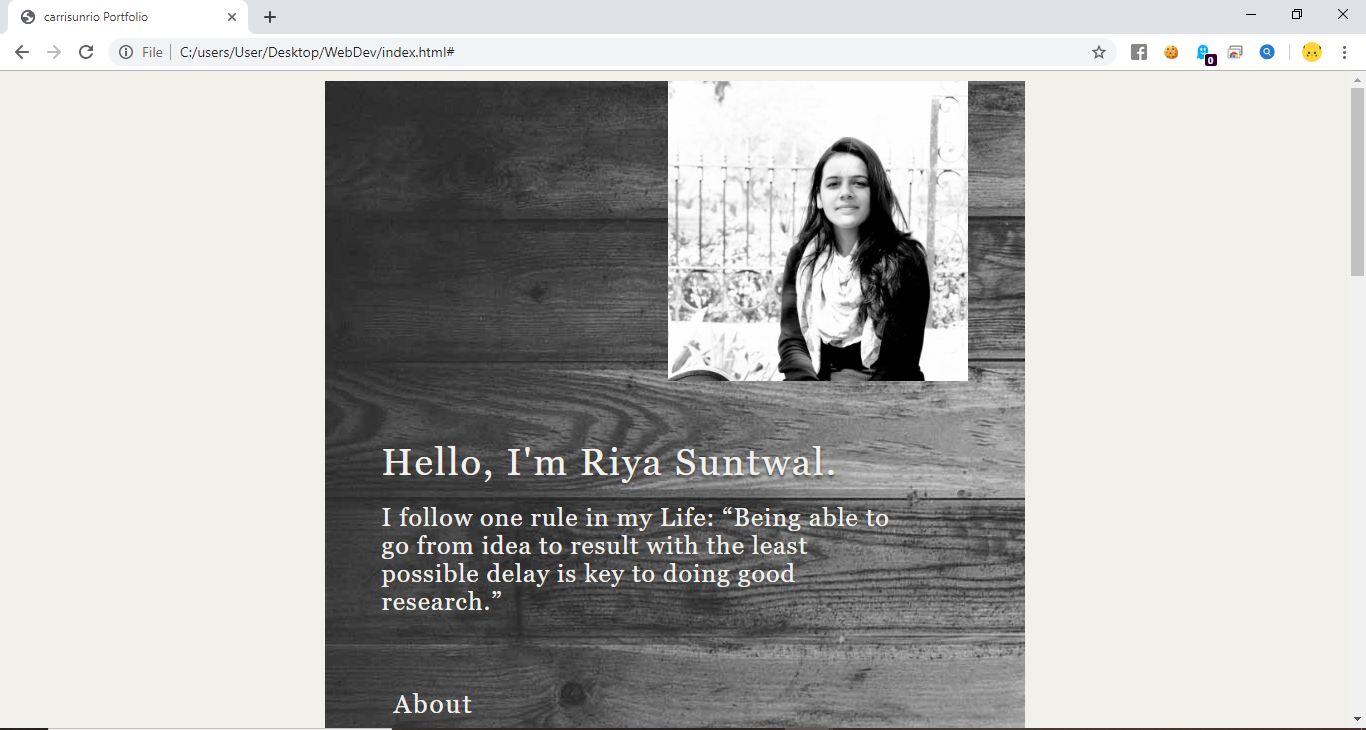 carrisunrio Portfolio
File
C:/users/User/Desktop/WebDev/index.html#
0
Hello, I'm Riya Suntwal.
I follow one rule in my Life: “Being able to
go from idea to result with the least
possible delay is key to doing good
research.”
About